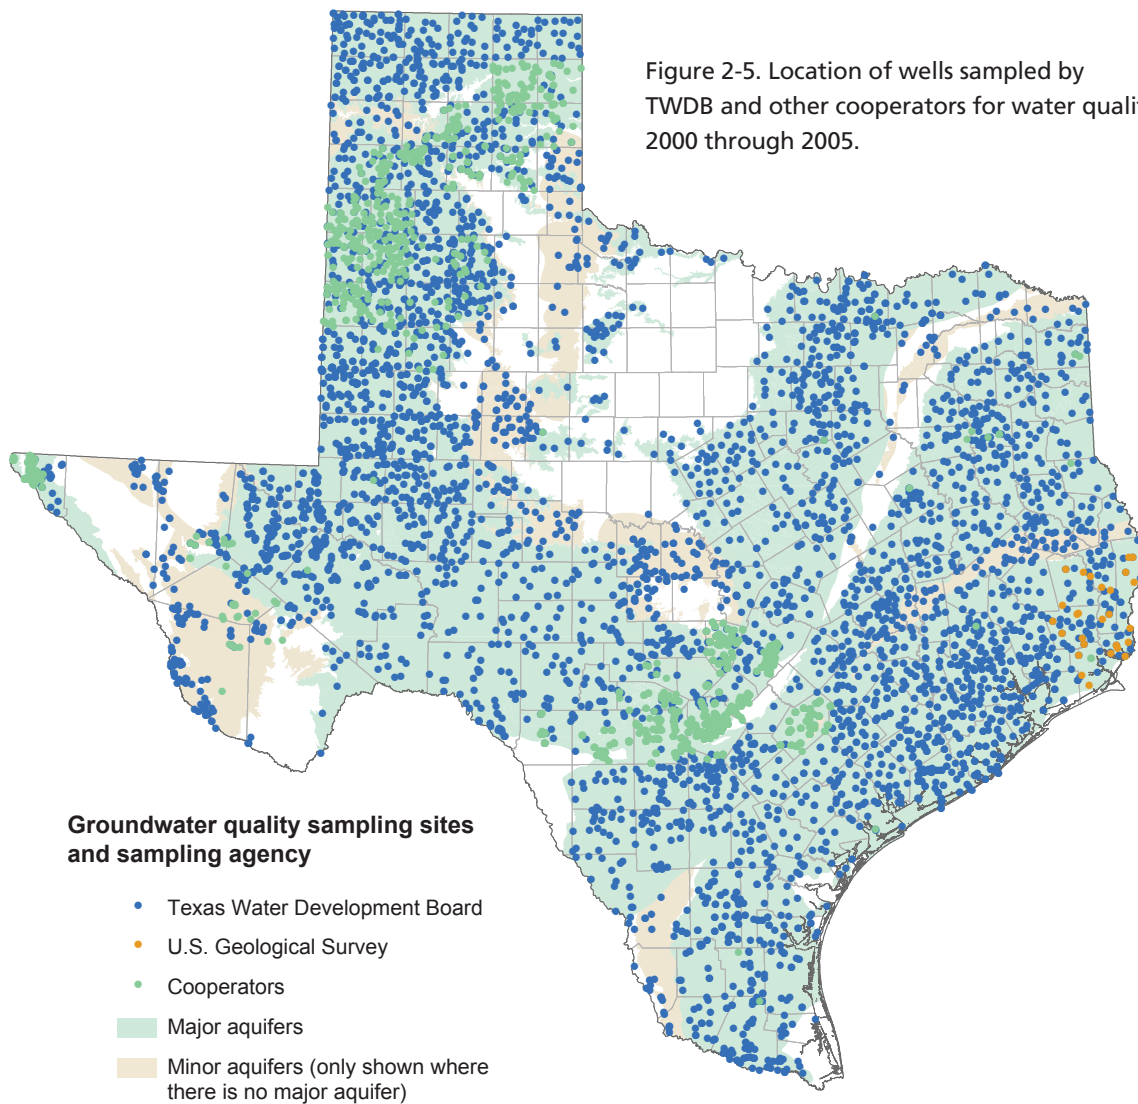 Figure 2-5. Location of wells sampled by
TWDB and other cooperators for water qualit
2000 through 2005.
Groundwater quality sampling sites
and sampling agency
Texas Water Development Board
U.S. Geological Survey
Cooperators
Major aquifers
Minor aquifers (only shown where
there is no major aquifer)